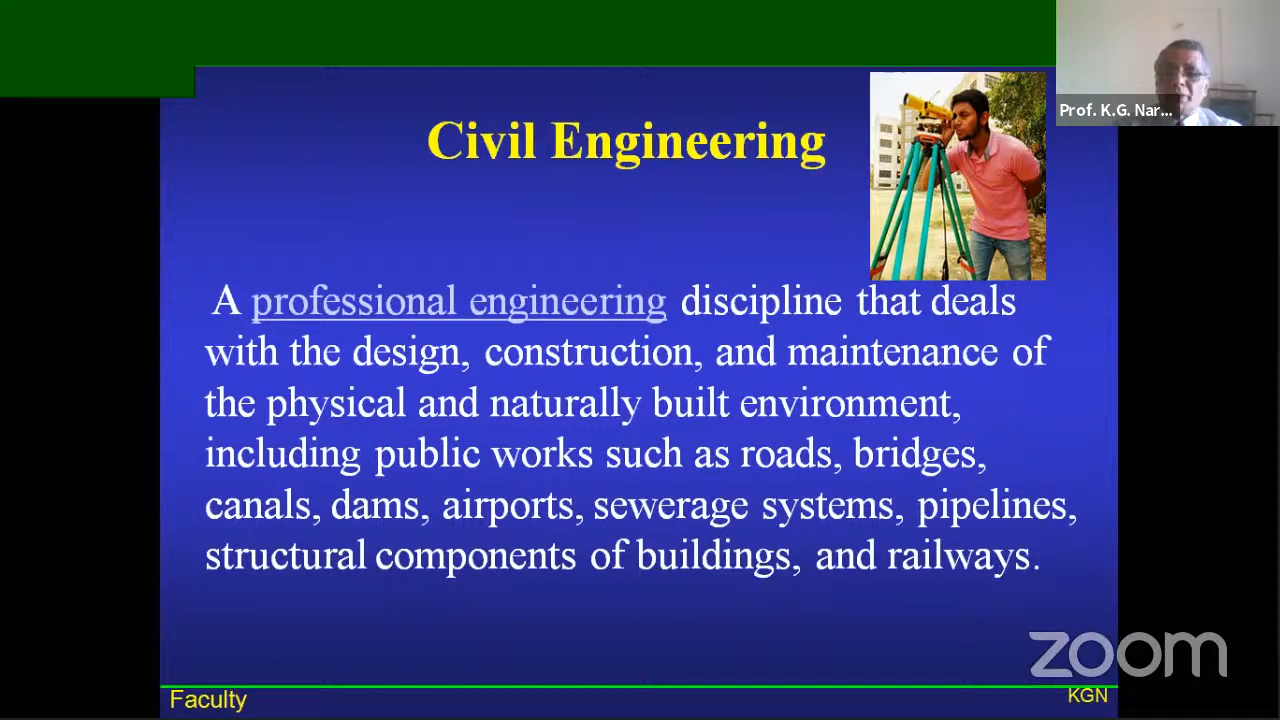 Prof. K.G. Nar...
Civil Engineering
A professional engineering discipline that deals
with the design, construction, and maintenance of
the physical and naturally built environment,
including public works such as roads, bridges,
canals, dams, airports, sewerage systems, pipelines,
structural components of buildings, and railways.
zoom
Faculty
KGN